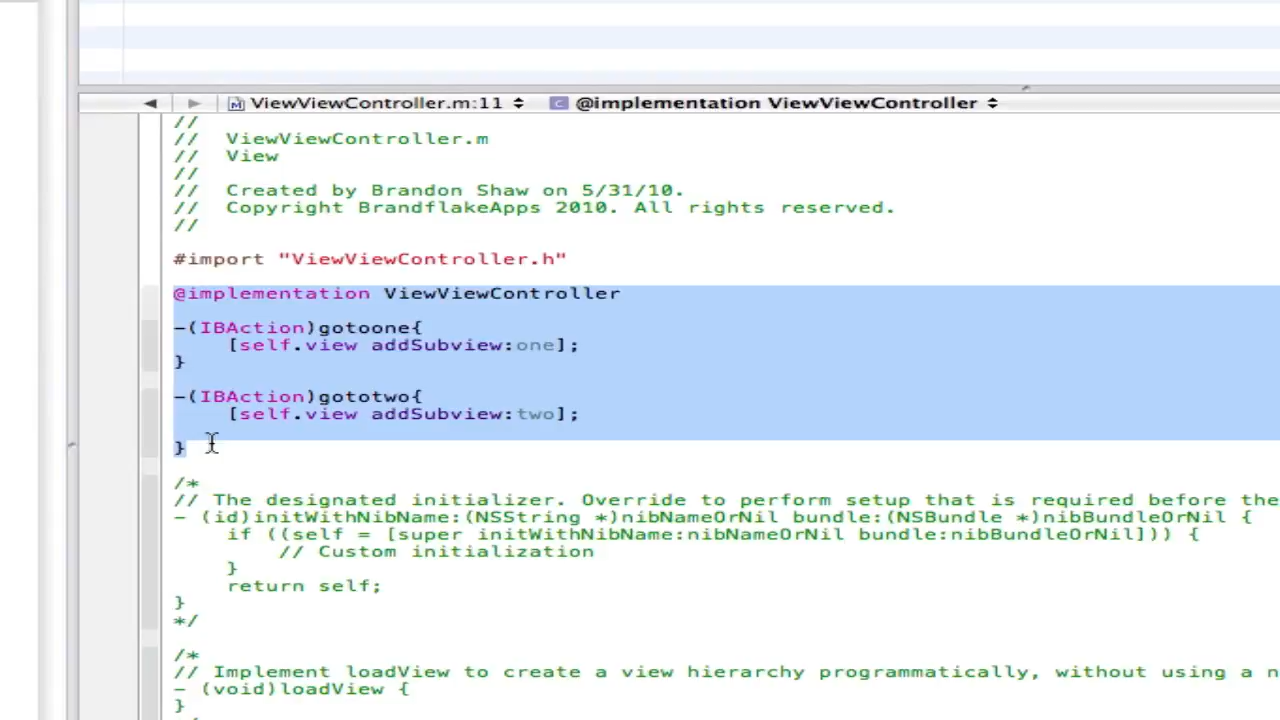 ViewViewController.m:11 @implementation ViewViewController
//
// ViewViewController.m
// View
//
// Created by Brandon Shaw on 5/31/10.
// Copyright BrandflakeApps 2010. All rights reserved.
//
#import "ViewViewController.h"
@implementation ViewViewController
-(IBAction)gotoone{
[self.view addSubview:one];
}
-(IBAction)gototwo{
[self.view addSubview:two];
}
/*
// The designated initializer. Override to perform setup that is required before the
- (id)initWithNibName:(NSString *)nibNameOrNil bundle:(NSBundle *)nibBundleOrNil {
if ((self = [super initWithNibName:nibNameOrNil bundle:nibBundleOrNil])) {
// Custom initialization
}
return self;
}
*/
/*
// Implement loadView to create a view hierarchy programmatically, without using a n
- (void)loadView {
}